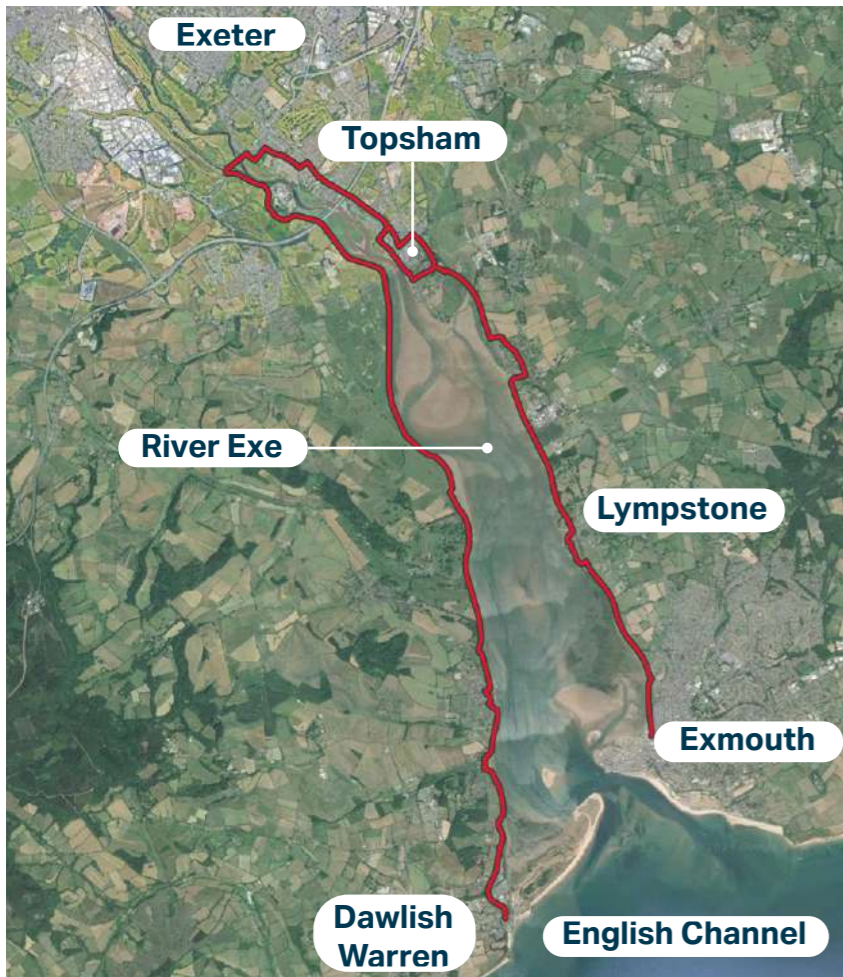 Exeter
Topsham
River Exe
Lympstone
Exmouth
Dawlish
Warren
English Channel